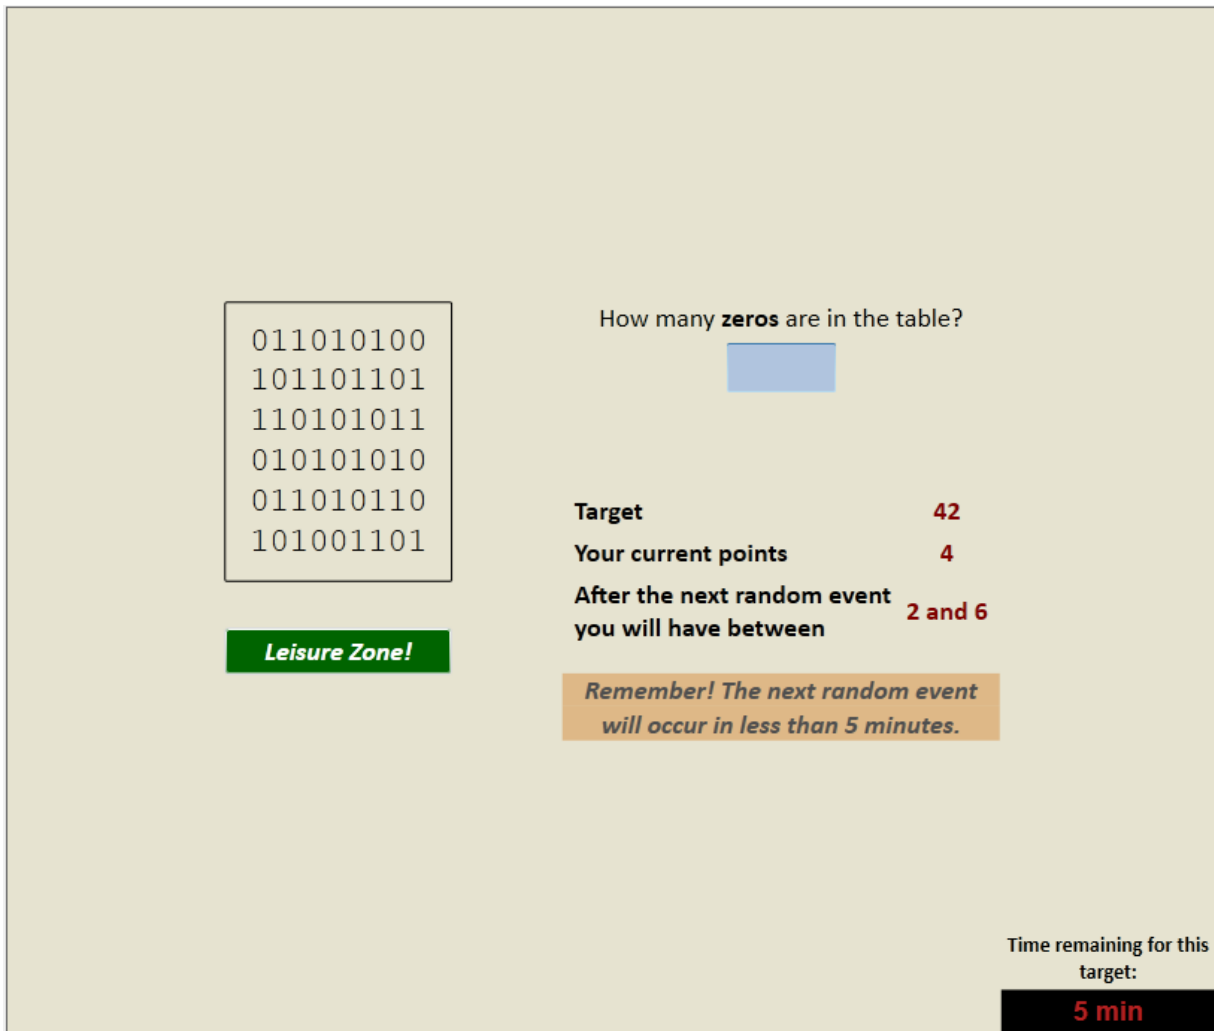 011010100
101101101
110101011
010101010
011010110
101001101
Leisure Zone!
How many zeros are in the table?
Target 42
Your current points 4
After the next random event
you will have between 2 and 6
Remember! The next random event
will occur in less than 5 minutes.
Time remaining for this
target:
5 min